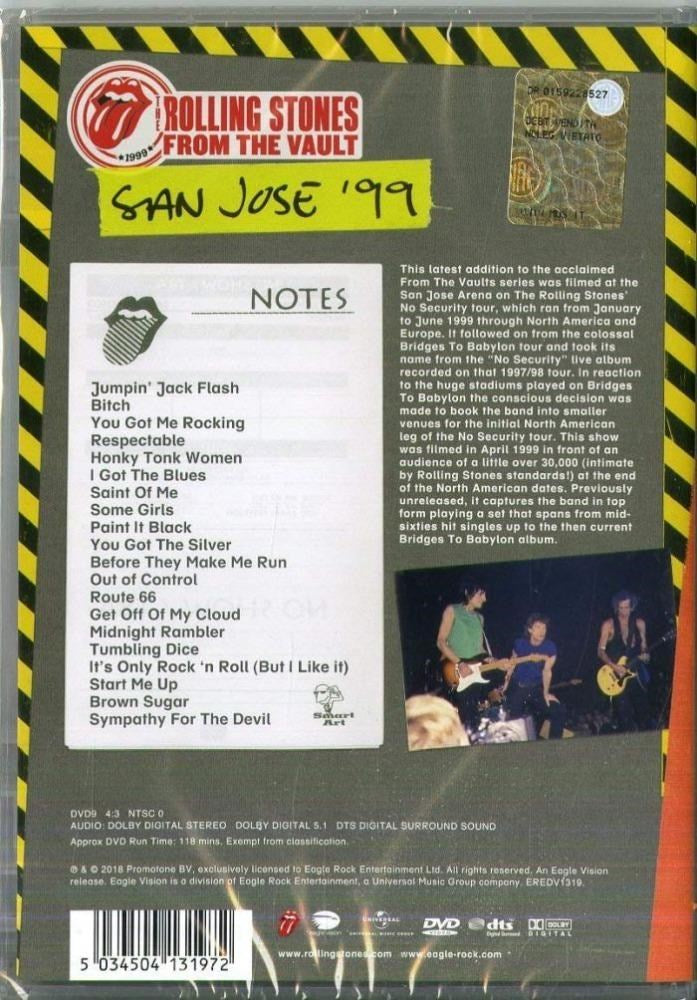 THE
ROLLING STONES
FROM THE VAULT
★1999★
SAN JOSE '99
DR 0159228527
NOTES
Jumpin' Jack Flash
Bitch
You Got Me Rocking
Respectable
Honky Tonk Women
I Got The Blues
Saint Of Me
Some Girls
Paint It Black
You Got The Silver
Before They Make Me Run
Out of Control
Route 66
Get Off Of My Cloud
Midnight Rambler
Tumbling Dice
It's Only Rock 'n Roll (But I Like it)
Start Me Up
Brown Sugar
Sympathy For The Devil
Smart
Art
This latest addition to the acclaimed
From The Vaults series was filmed at the
San Jose Arena on The Rolling Stones'
No Security tour, which ran from January
to June 1999 through North America and
Europe. It followed on from the colossal
Bridges To Babylon tour and took its
name from the "No Security" live album
recorded on that 1997/98 tour. In reaction
to the huge stadiums played on Bridges
To Babylon the conscious decision was
made to book the band into smaller
venues for the initial North American
leg of the No Security tour. This show
was filmed in April 1999 in front of an
audience of a little over 30,000 (intimate
by Rolling Stones standards!) at the end
of the North American dates. Previously
unreleased, it captures the band in top
form playing a set that spans from mid-
sixties hit singles up to the then current
Bridges To Babylon album.
DVD9 4:3 NTSC 0
AUDIO: DOLBY DIGITAL STEREO DOLBY DIGITAL 5.1 DTS DIGITAL SURROUND SOUND
Approx DVD Run Time: 118 mins. Exempt from classification.
℗ & © 2018 Promotone BV, exclusively licensed to Eagle Rock Entertainment Ltd. All rights reserved. An Eagle Vision
release. Eagle Vision is a division of Eagle Rock Entertainment, a Universal Music Group company. EREDV1319.
eaglevision
UNIVERSAL
UNIVERSAL MUSIC GROUP
DVD
VIDEO
dts
Digital Surround
DOLBY
DIGITAL
5 034504 131972
www.rollingstones.com www.eagle-rock.com